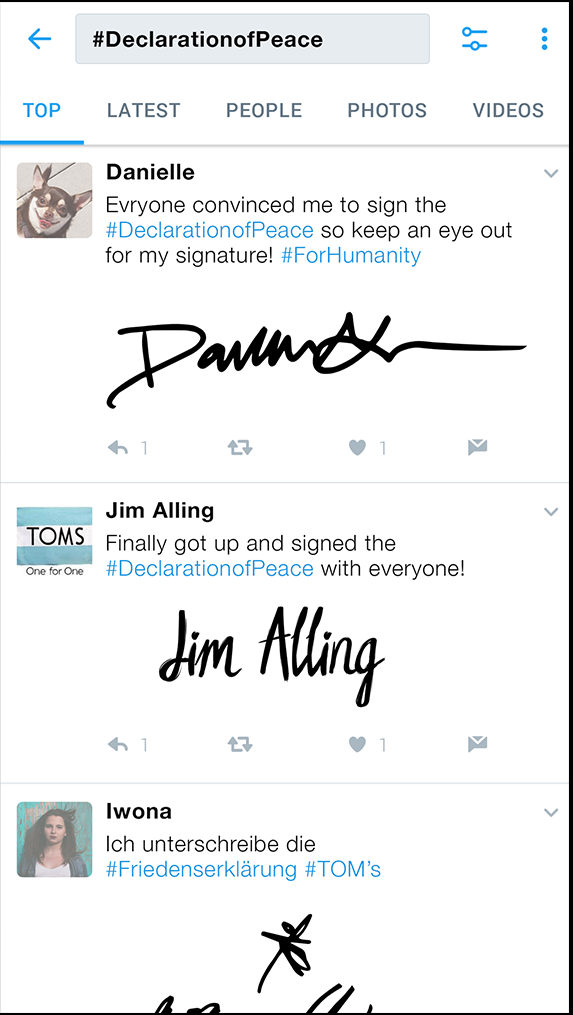 #DeclarationofPeace
TOP LATEST PEOPLE PHOTOS VIDEOS
Danielle
Evryone convinced me to sign the
#DeclarationofPeace so keep an eye out
for my signature! #ForHumanity
1 1
TOMS
One for One
Jim Alling
Finally got up and signed the
#DeclarationofPeace with everyone!
Jim Alling
1 1
Iwona
Ich unterschreibe die
#Friedenserklärung #TOM’s